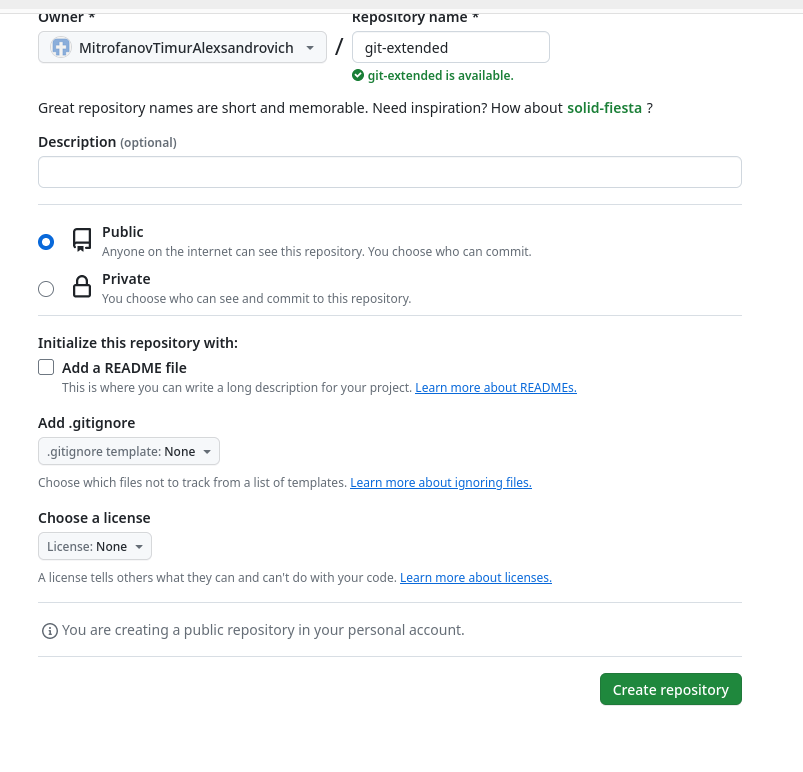 Owner * Repository name *
MitrofanovTimurAlexsandrovich / git-extended
git-extended is available.
Great repository names are short and memorable. Need inspiration? How about solid-fiesta ?
Description (optional)
Public
Anyone on the internet can see this repository. You choose who can commit.
Private
You choose who can see and commit to this repository.
Initialize this repository with:
Add a README file
This is where you can write a long description for your project. Learn more about READMEs.
Add .gitignore
.gitignore template: None
Choose which files not to track from a list of templates. Learn more about ignoring files.
Choose a license
License: None
A license tells others what they can and can't do with your code. Learn more about licenses.
You are creating a public repository in your personal account.
Create repository